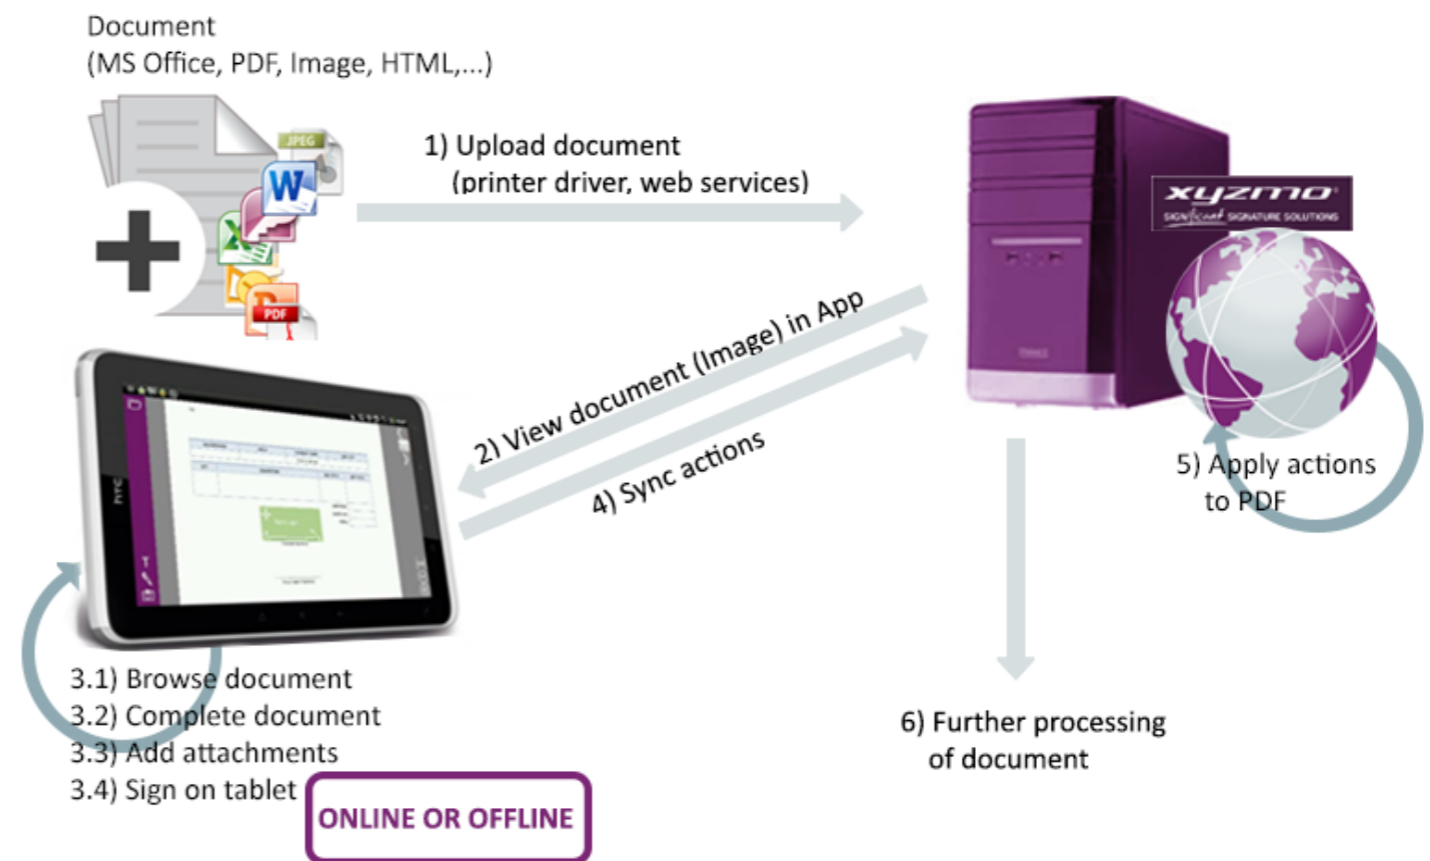 Document
(MS Office, PDF, Image, HTML,...)
JPEG
W
X
P
PDF
1) Upload document
(printer driver, web services)
xyzmo
SIGNificant SIGNATURE SOLUTIONS
2) View document (Image) in App
4) Sync actions
5) Apply actions
to PDF
hTC
T
3.1) Browse document
3.2) Complete document
3.3) Add attachments
3.4) Sign on tablet
ONLINE OR OFFLINE
6) Further processing
of document